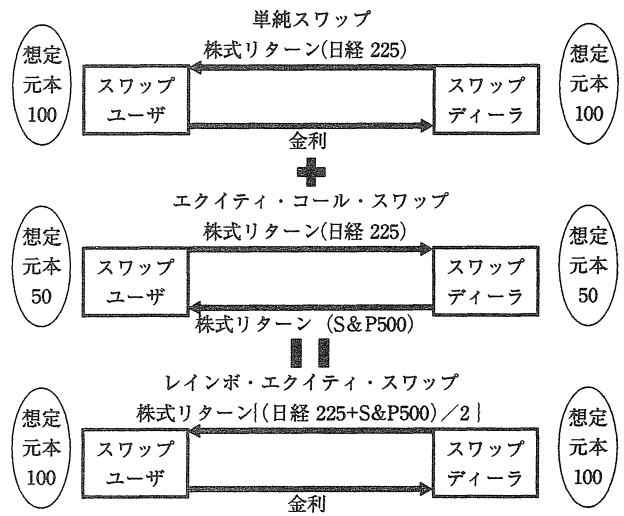 単純スワップ
株式リターン(日経 225)
想定
元本
100
スワップ
ユーザ
スワップ
ディーラ
想定
元本
100
金利
エクイティ・コール・スワップ
株式リターン(日経 225)
想定
元本
50
スワップ
ユーザ
スワップ
ディーラ
想定
元本
50
株式リターン (S&P500)
レインボ・エクイティ・スワップ
株式リターン{(日経 225+S&P500)/2}
想定
元本
100
スワップ
ユーザ
スワップ
ディーラ
想定
元本
100
金利